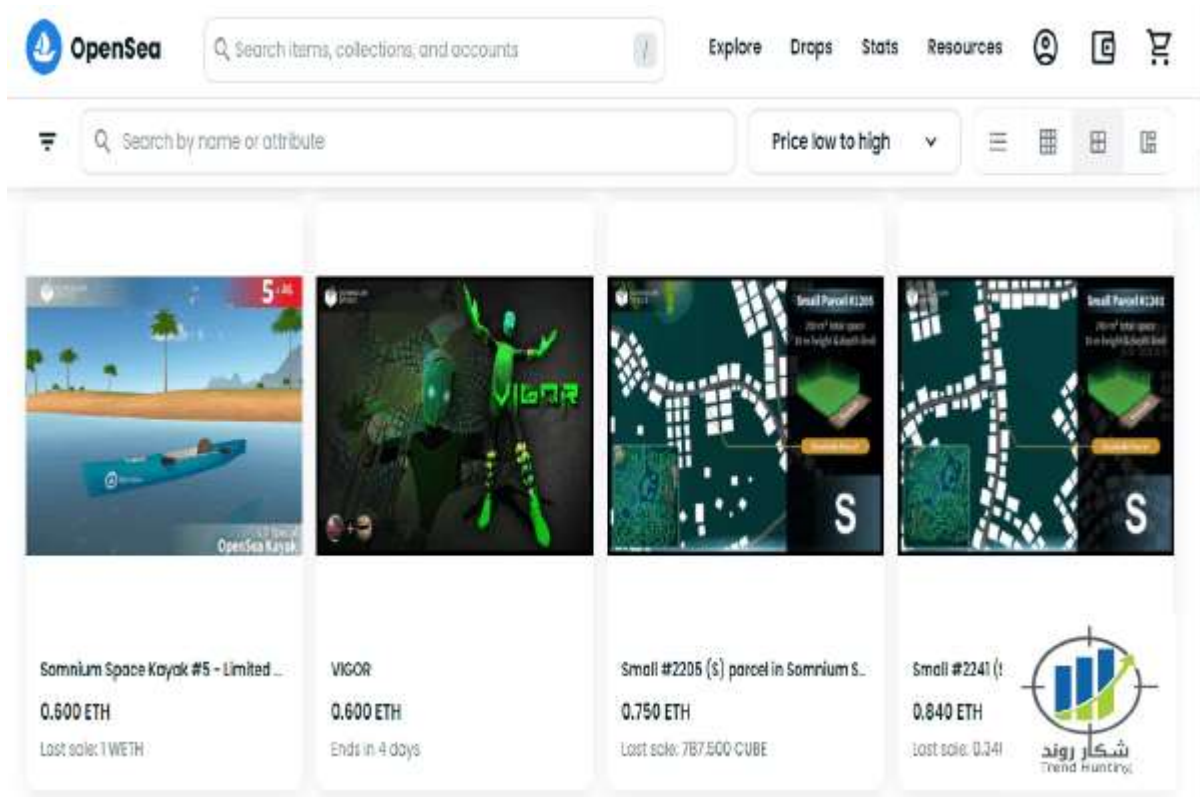 OpenSea
Search items, collections, and accounts
/
Explore Drops Stats Resources
Search by name or attribute
Price low to high
5
OpenSea Kayak
VIGOR
Small Parcel #1205
S
Small Parcel
S
Somnium Space Kayak #5 - Limited ...
0.600 ETH
Last sale: 1 WETH
VIGOR
0.600 ETH
Ends in 4 days
Small #2205 (S) parcel in Somnium S...
0.750 ETH
Last sale: 787.500 CUBE
Small #2241 (
0.840 ETH
Last sale: 0.34
شکار روند
Trend Hunting